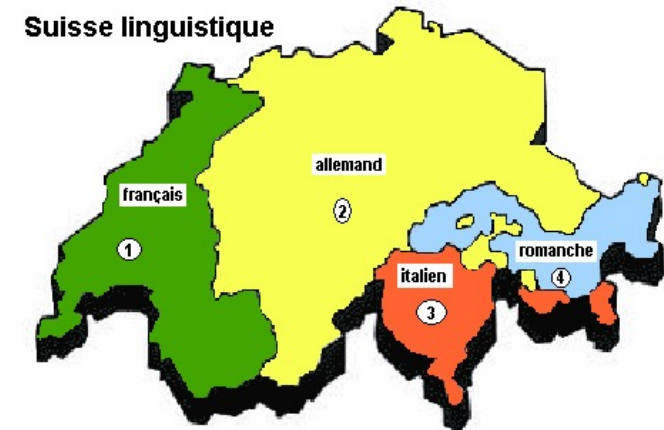 Suisse linguistique
allemand
français
2
1
romanche
italien
4
3